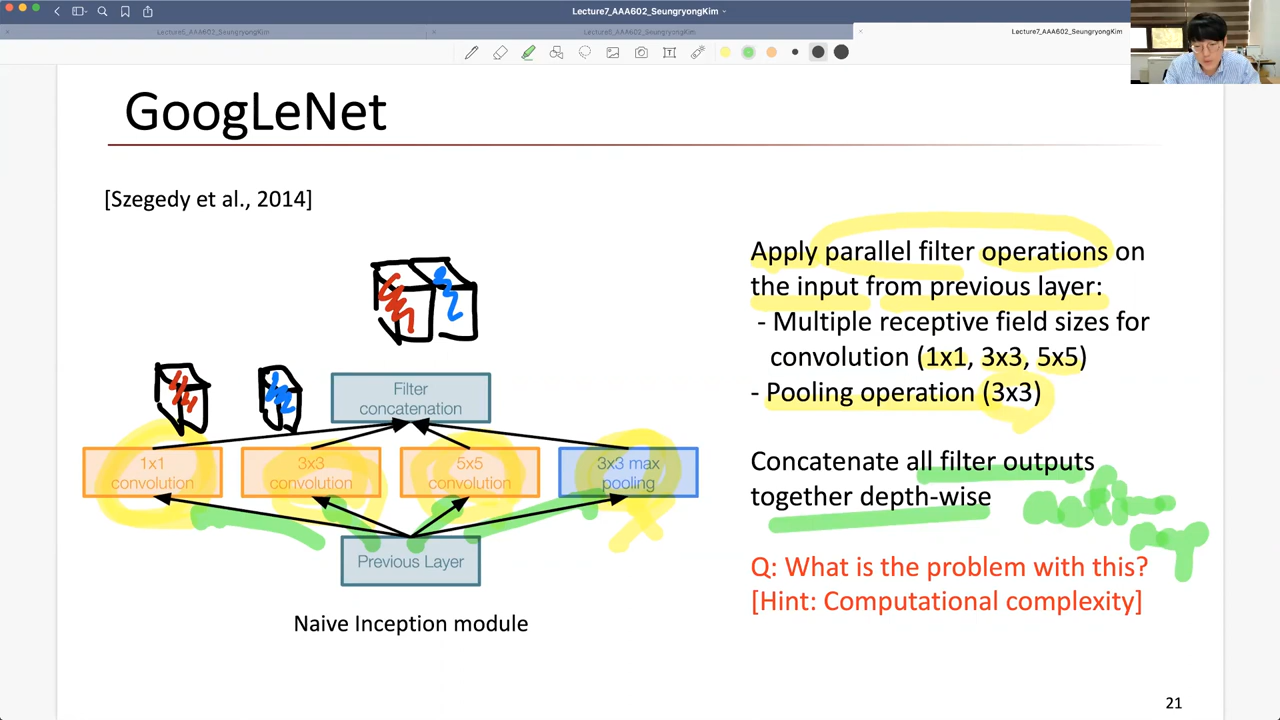 Lecture7_AAA602_SeungryongKim
Lecture6_AAA602_SeungryongKim
Lecture7_AAA602_SeungryongKim
GoogLeNet
[Szegedy et al., 2014]
Filter
concatenation
1x1
convolution
3x3
convolution
5x5
convolution
3x3 max
pooling
Previous Layer
Naive Inception module
Apply parallel filter operations on
the input from previous layer:
- Multiple receptive field sizes for
convolution (1x1, 3x3, 5x5)
- Pooling operation (3x3)
Concatenate all filter outputs
together depth-wise
Q: What is the problem with this?
[Hint: Computational complexity]
21